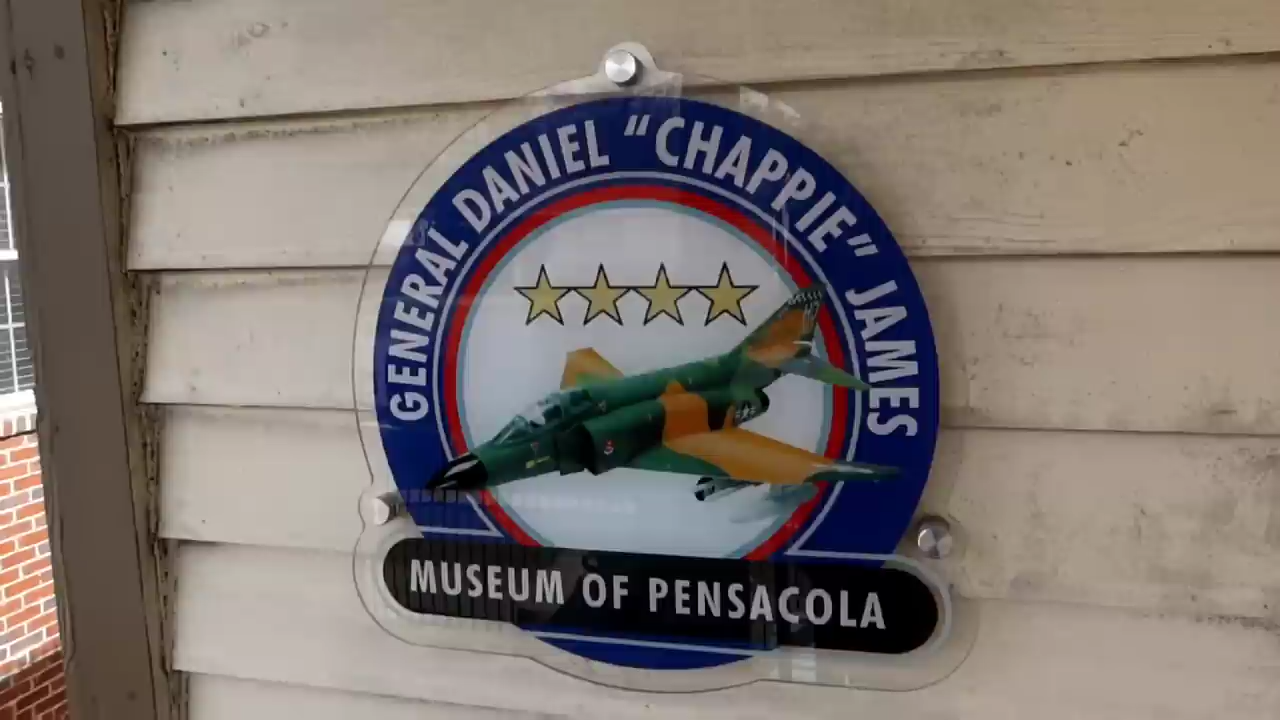 GENERAL DANIEL “CHAPPIE” JAMES
MUSEUM OF PENSACOLA